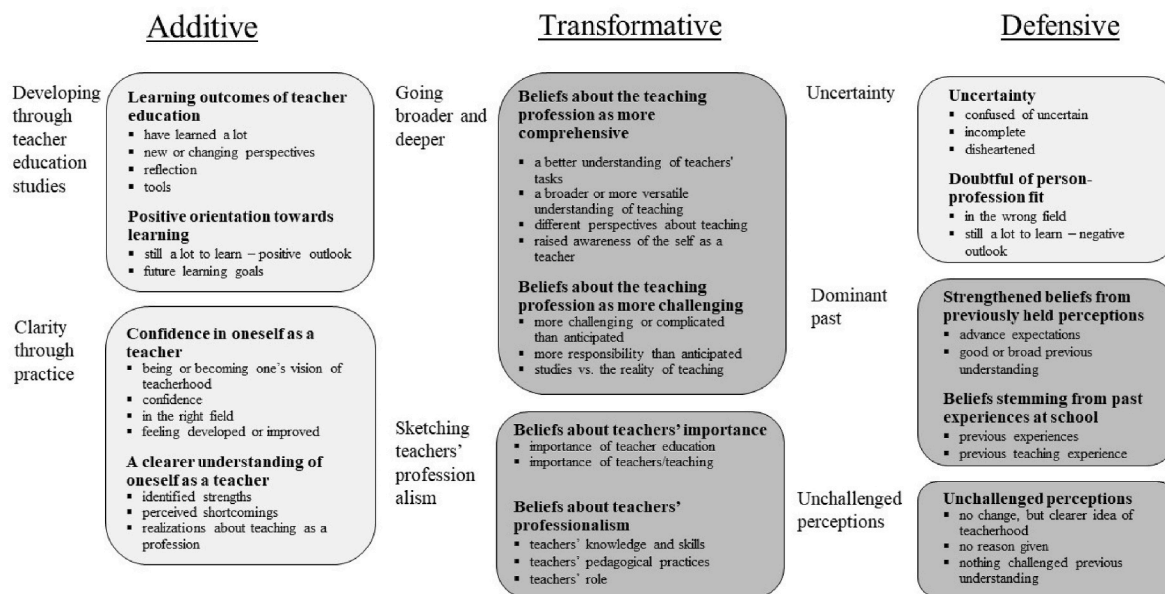 Additive
Developing
through
teacher
education
studies
Learning outcomes of teacher
education
▪ have learned a lot
▪ new or changing perspectives
▪ reflection
▪ tools
Positive orientation towards
learning
▪ still a lot to learn – positive outlook
▪ future learning goals
Clarity
through
practice
Confidence in oneself as a
teacher
▪ being or becoming one's vision of
teacherhood
▪ confidence
▪ in the right field
▪ feeling developed or improved
A clearer understanding of
oneself as a teacher
▪ identified strengths
▪ perceived shortcomings
▪ realizations about teaching as a
profession
Transformative
Going
broader and
deeper
Beliefs about the teaching
profession as more
comprehensive
▪ a better understanding of teachers'
tasks
▪ a broader or more versatile
understanding of teaching
▪ different perspectives about teaching
▪ raised awareness of the self as a
teacher
Beliefs about the teaching
profession as more challenging
▪ more challenging or complicated
than anticipated
▪ more responsibility than anticipated
▪ studies vs. the reality of teaching
Sketching
teachers'
profession
alism
Beliefs about teachers' importance
▪ importance of teacher education
▪ importance of teachers/teaching
Beliefs about teachers'
professionalism
▪ teachers' knowledge and skills
▪ teachers' pedagogical practices
▪ teachers' role
Defensive
Uncertainty
Uncertainty
▪ confused of uncertain
▪ incomplete
▪ disheartened
Doubtful of person-
profession fit
▪ in the wrong field
▪ still a lot to learn – negative
outlook
Dominant
past
Strengthened beliefs from
previously held perceptions
▪ advance expectations
▪ good or broad previous
understanding
Beliefs stemming from past
experiences at school
▪ previous experiences
▪ previous teaching experience
Unchallenged
perceptions
Unchallenged perceptions
▪ no change, but clearer idea of
teacherhood
▪ no reason given
▪ nothing challenged previous
understanding